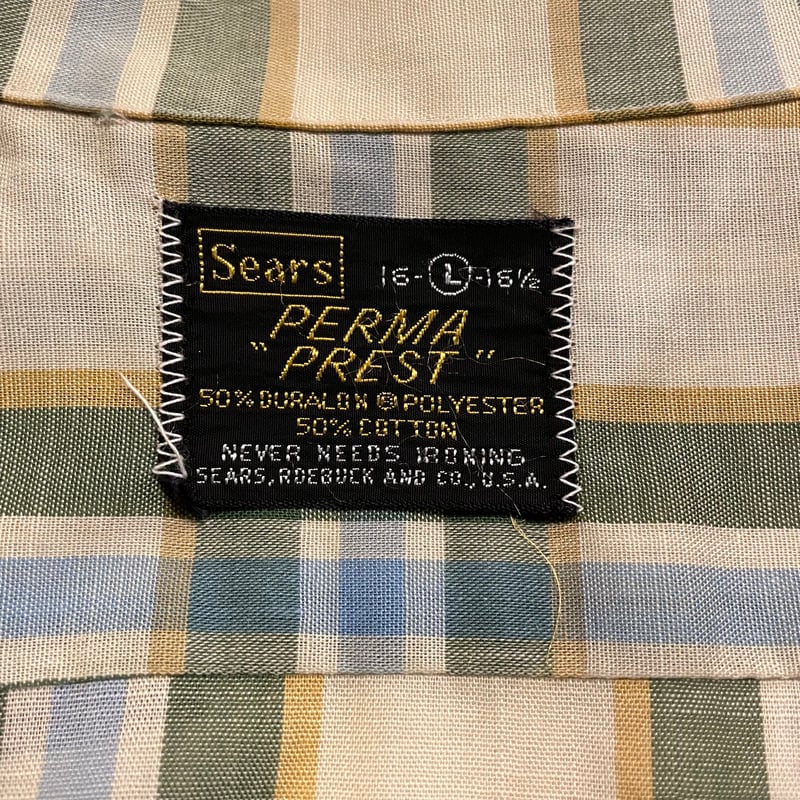 Sears
16-L-16½
PERMA
"PREST"
50% DURALON ® POLYESTER
50% COTTON
NEVER NEEDS IRONING
SEARS, ROEBUCK AND CO., U.S.A.